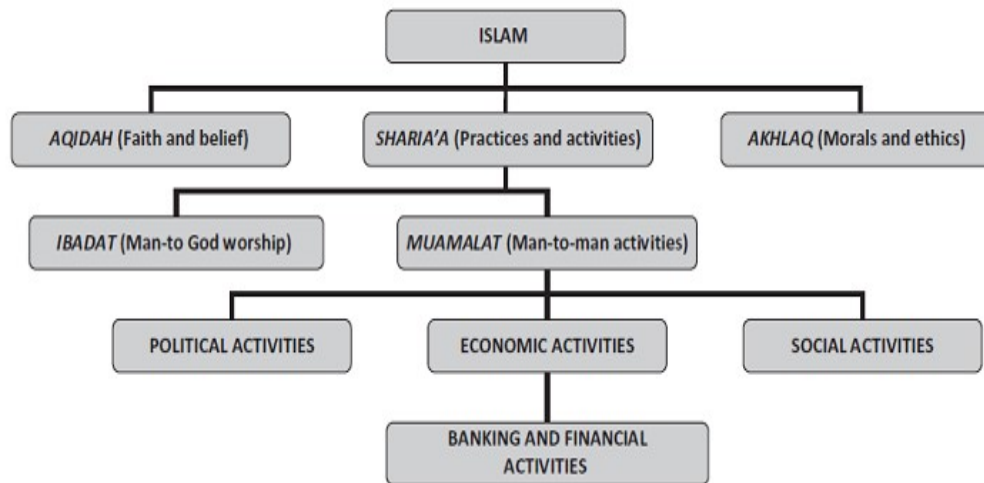 ISLAM
AQIDAH (Faith and belief)
SHARIA'A (Practices and activities)
AKHLAQ (Morals and ethics)
IBADAT (Man-to God worship)
MUAMALAT (Man-to-man activities)
POLITICAL ACTIVITIES
ECONOMIC ACTIVITIES
SOCIAL ACTIVITIES
BANKING AND FINANCIAL
ACTIVITIES